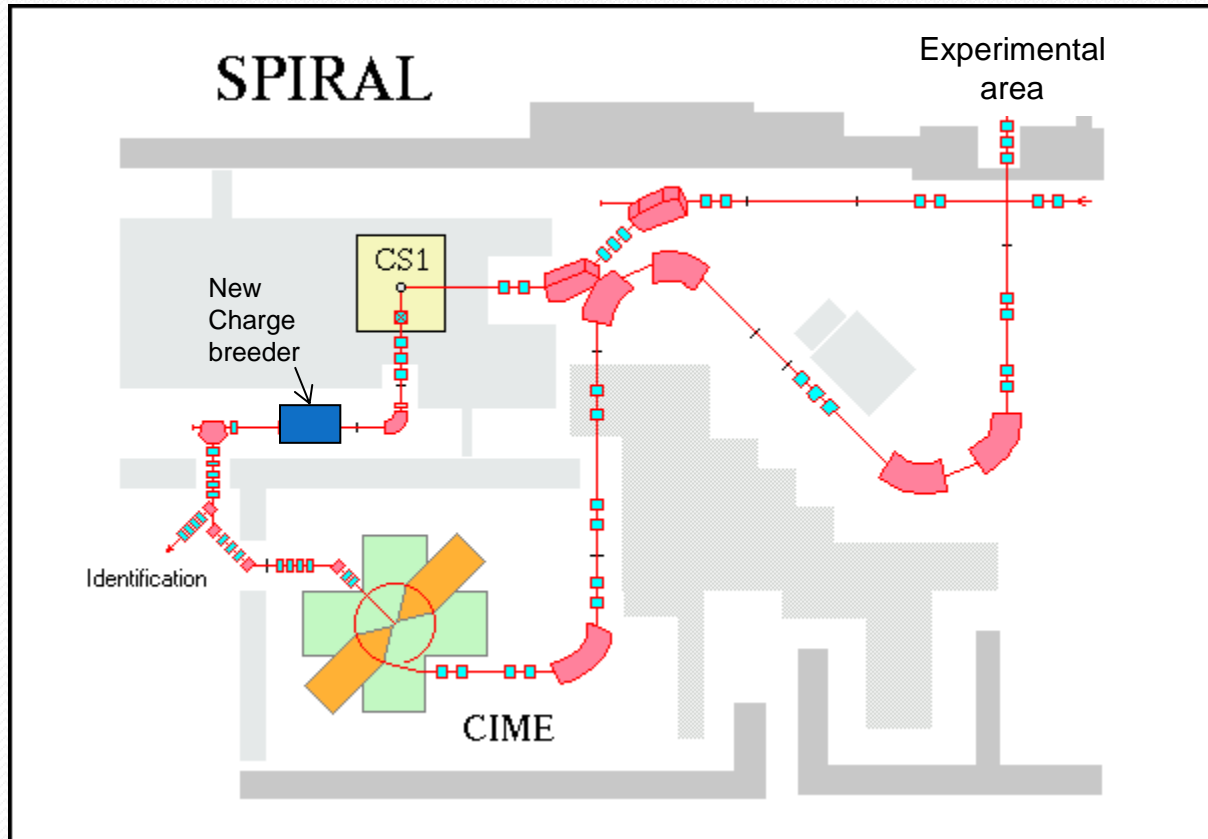 SPIRAL
Experimental
area
CS1
New
Charge
breeder
Identification
CIME